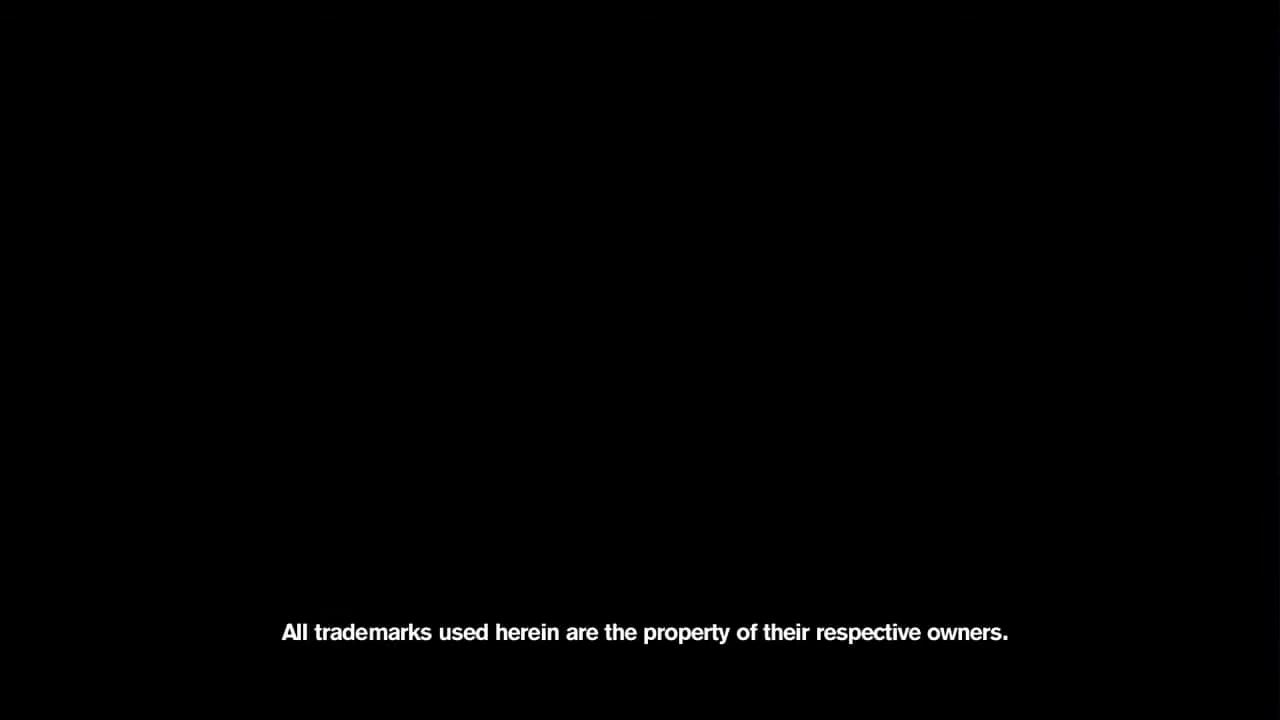 All trademarks used herein are the property of their respective owners.